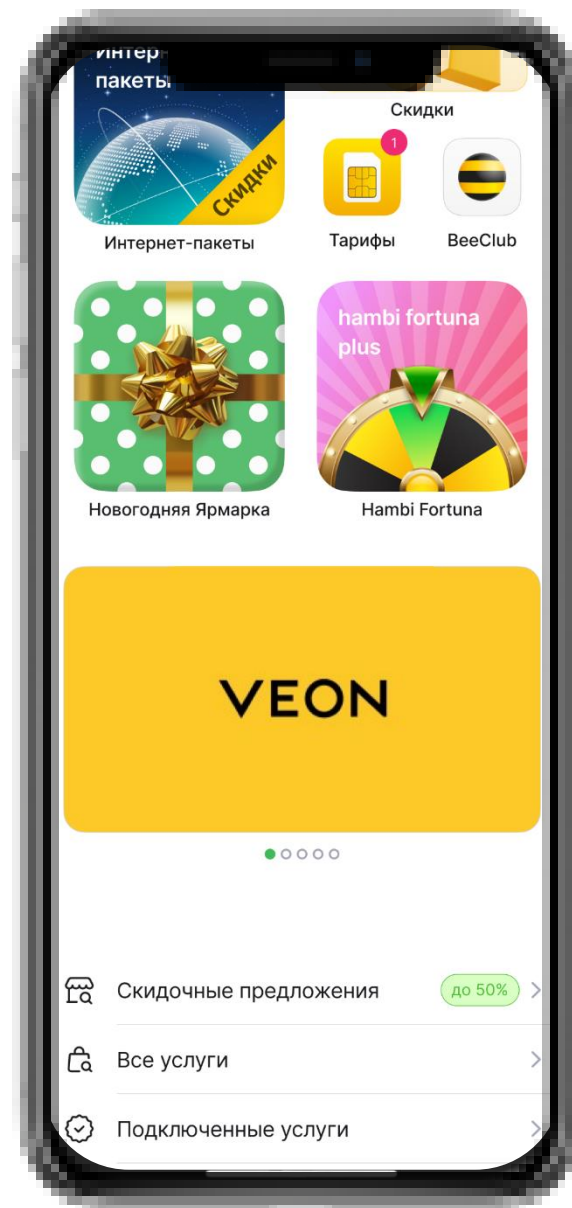 пакеты
Скидки
Скидки
1
Интернет-пакеты
Тарифы
BeeClub
hambi fortuna
plus
Новогодняя Ярмарка
Hambi Fortuna
VEON
Скидочные предложения
до 50%
Все услуги
Подключенные услуги